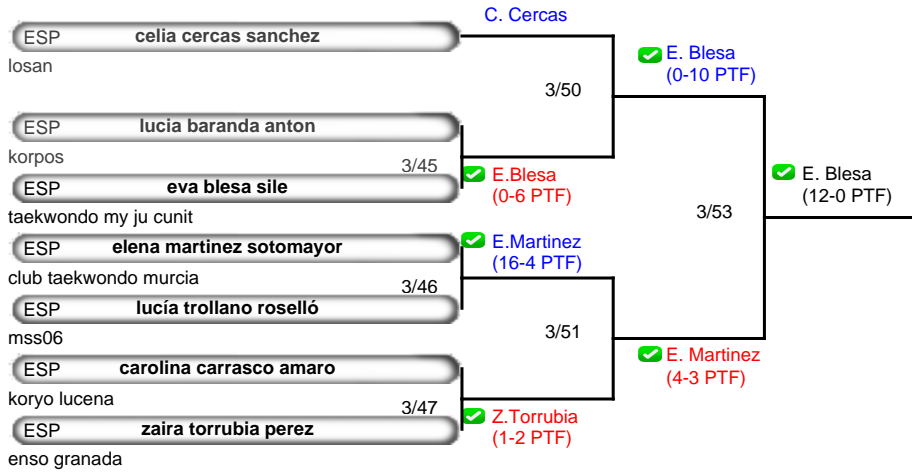 C. Cercas
ESP celia cercas sanchez
losan
E. Blesa
(0-10 PTF)
3/50
ESP lucia baranda anton
korpos
3/45
E.Blesa
(0-6 PTF)
ESP eva blesa sile
taekwondo my ju cunit
E. Blesa
(12-0 PTF)
3/53
ESP elena martinez sotomayor
club taekwondo murcia
E.Martinez
(16-4 PTF)
3/46
ESP lucía trollano roselló
mss06
3/51
E. Martinez
(4-3 PTF)
ESP carolina carrasco amaro
koryo lucena
3/47
Z.Torrubia
(1-2 PTF)
ESP zaira torrubia perez
enso granada